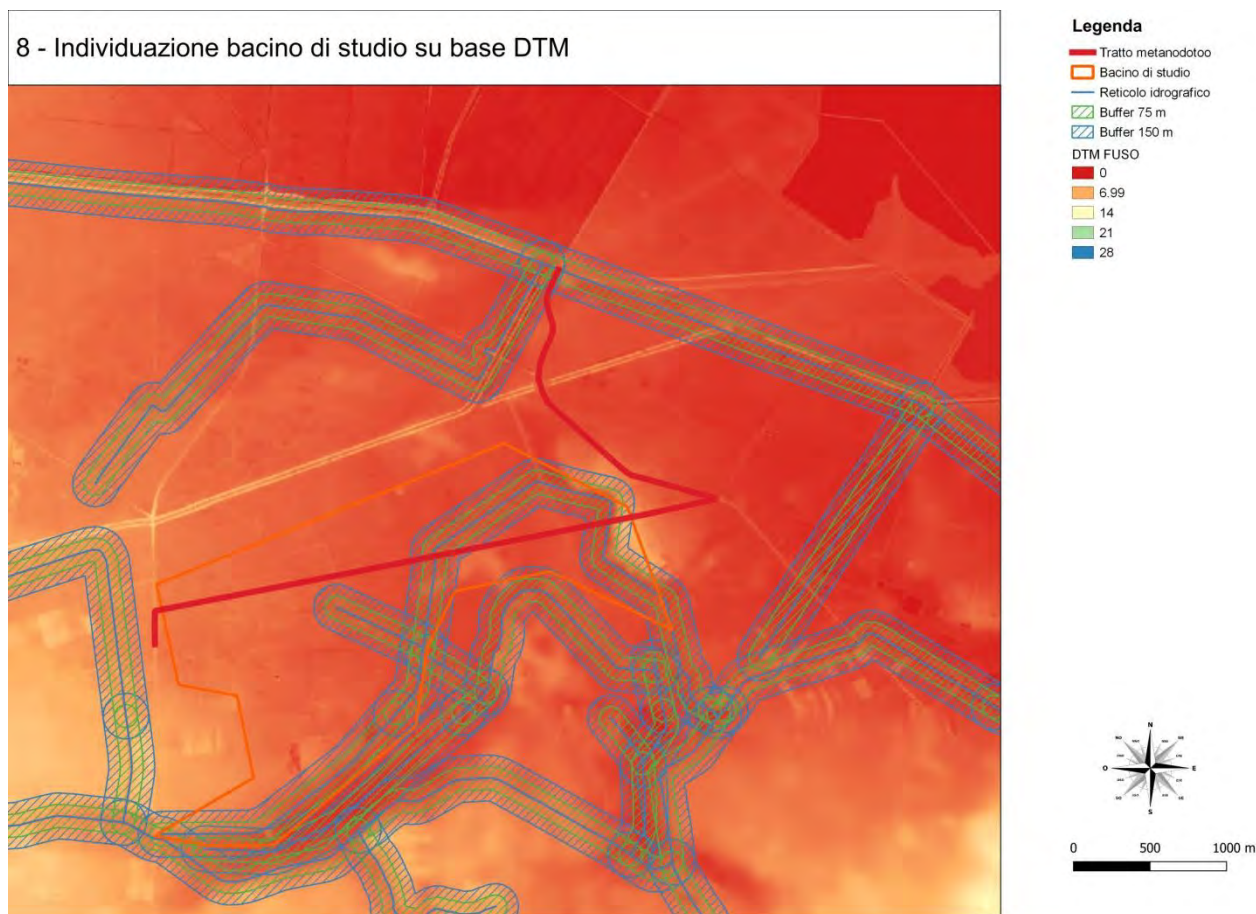 8 - Individuazione bacino di studio su base DTM
Legenda
Tratto metanodotoo
Bacino di studio
Reticolo idrografico
Buffer 75 m
Buffer 150 m
DTM FUSO
0
6.99
14
21
28
N
O
E
S
0 500 1000 m